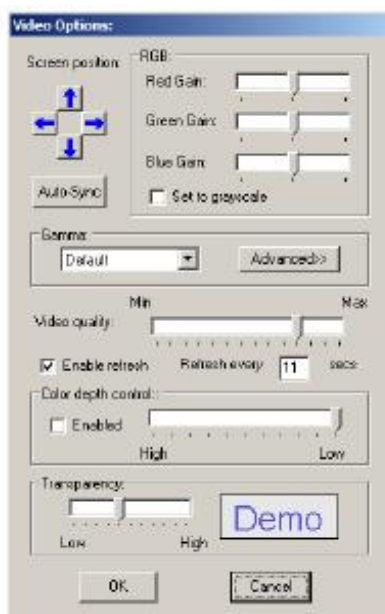 Video Options:
Screen position:
Auto-Sync
RGB:
Red Gain:
Green Gain:
Blue Gain:
Set to grayscale
Gamma:
Default
Advanced>>
Min Max
Video quality:
Enable refresh Refresh every 11 secs
Color depth control:
Enabled
High Low
Transparency:
Low High
Demo
OK Cancel